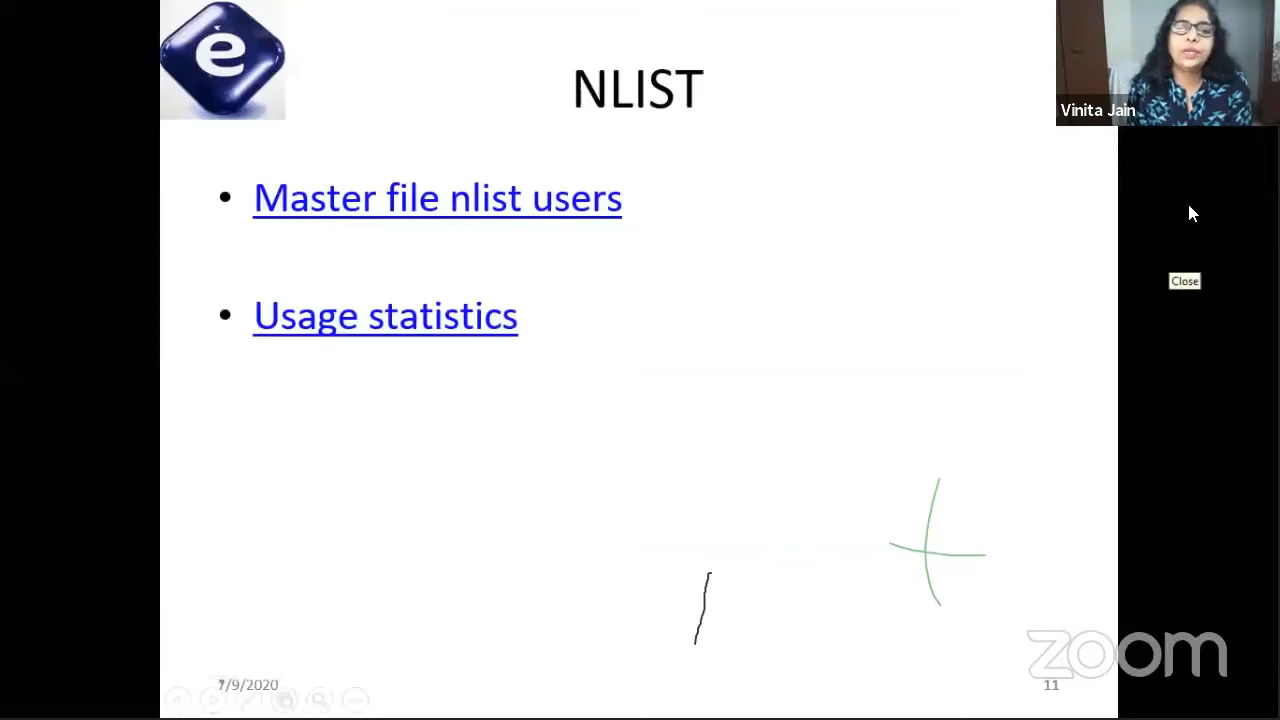 e
NLIST
Vinita Jain
• Master file nlist users
Close
• Usage statistics
zoom
7/9/2020
11